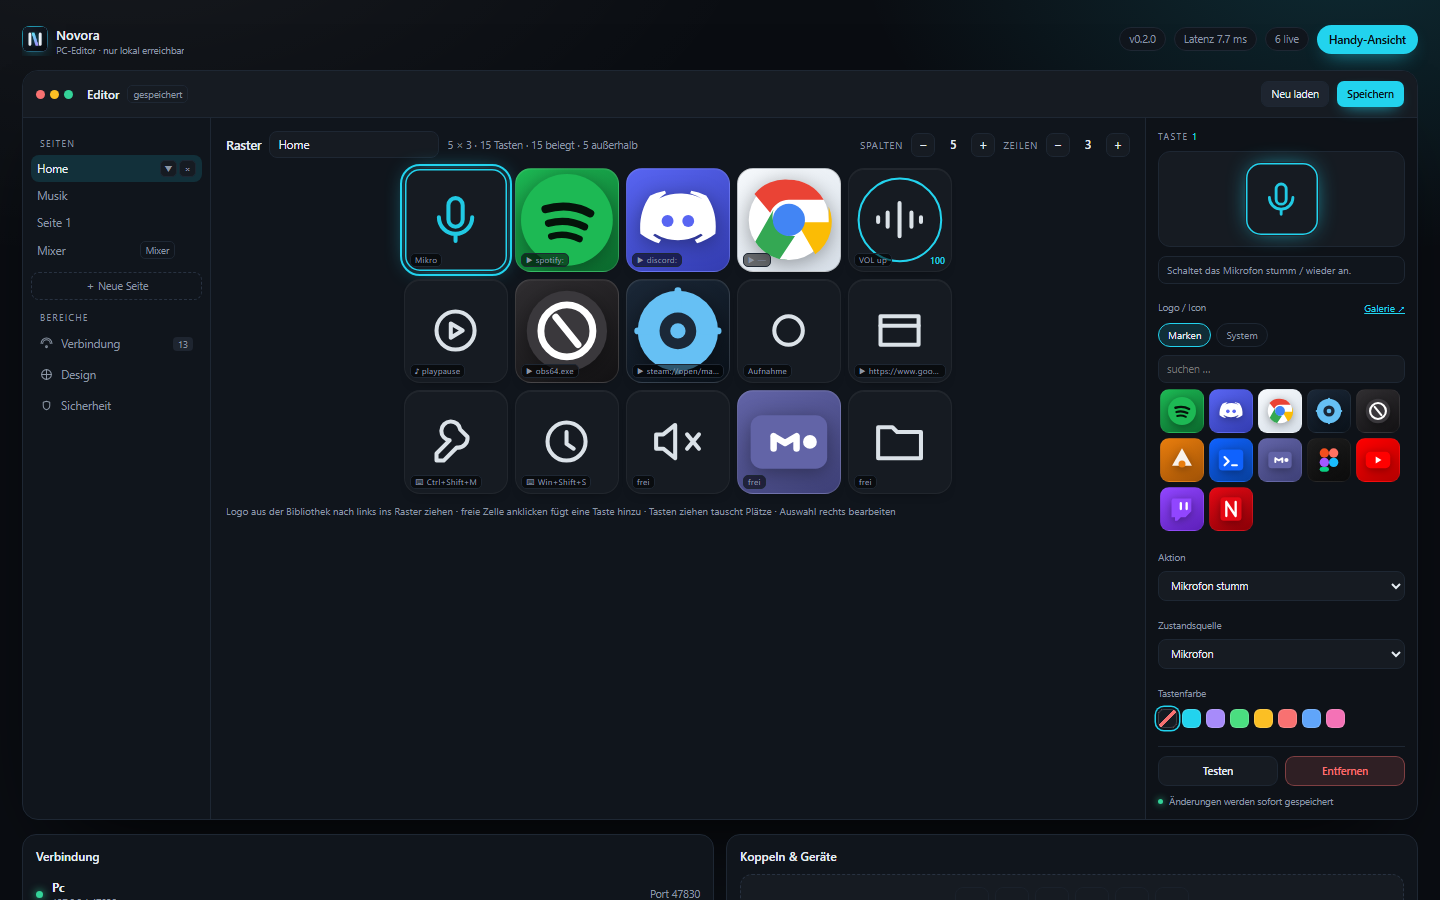 Novora
PC-Editor · nur lokal erreichbar
v0.2.0
Latenz 7.7 ms
6 live
Handy-Ansicht
Editor
gespeichert
Neu laden
Speichern
SEITEN
Home
Musik
Seite 1
Mixer
Mixer
+ Neue Seite
BEREICHE
Verbindung
13
Design
Sicherheit
Raster
Home
5 × 3 · 15 Tasten · 15 belegt · 5 außerhalb
SPALTEN
−
5
+
ZEILEN
−
3
+
Mikro
▶ spotify:
▶ discord:
VOL up
100
♪ playpause
▶ obs64.exe
▶ steam://open/ma...
Aufnahme
▶ https://www.goo...
Ctrl+Shift+M
Win+Shift+S
frei
frei
frei
Logo aus der Bibliothek nach links ins Raster ziehen · freie Zelle anklicken fügt eine Taste hinzu · Tasten ziehen tauscht Plätze · Auswahl rechts bearbeiten
TASTE 1
Schaltet das Mikrofon stumm / wieder an.
Logo / Icon
Galerie ↗
Marken
System
suchen ...
Aktion
Mikrofon stumm
Zustandsquelle
Mikrofon
Tastenfarbe
Testen
Entfernen
Änderungen werden sofort gespeichert
Verbindung
Pc
Port 47830
Koppeln & Geräte